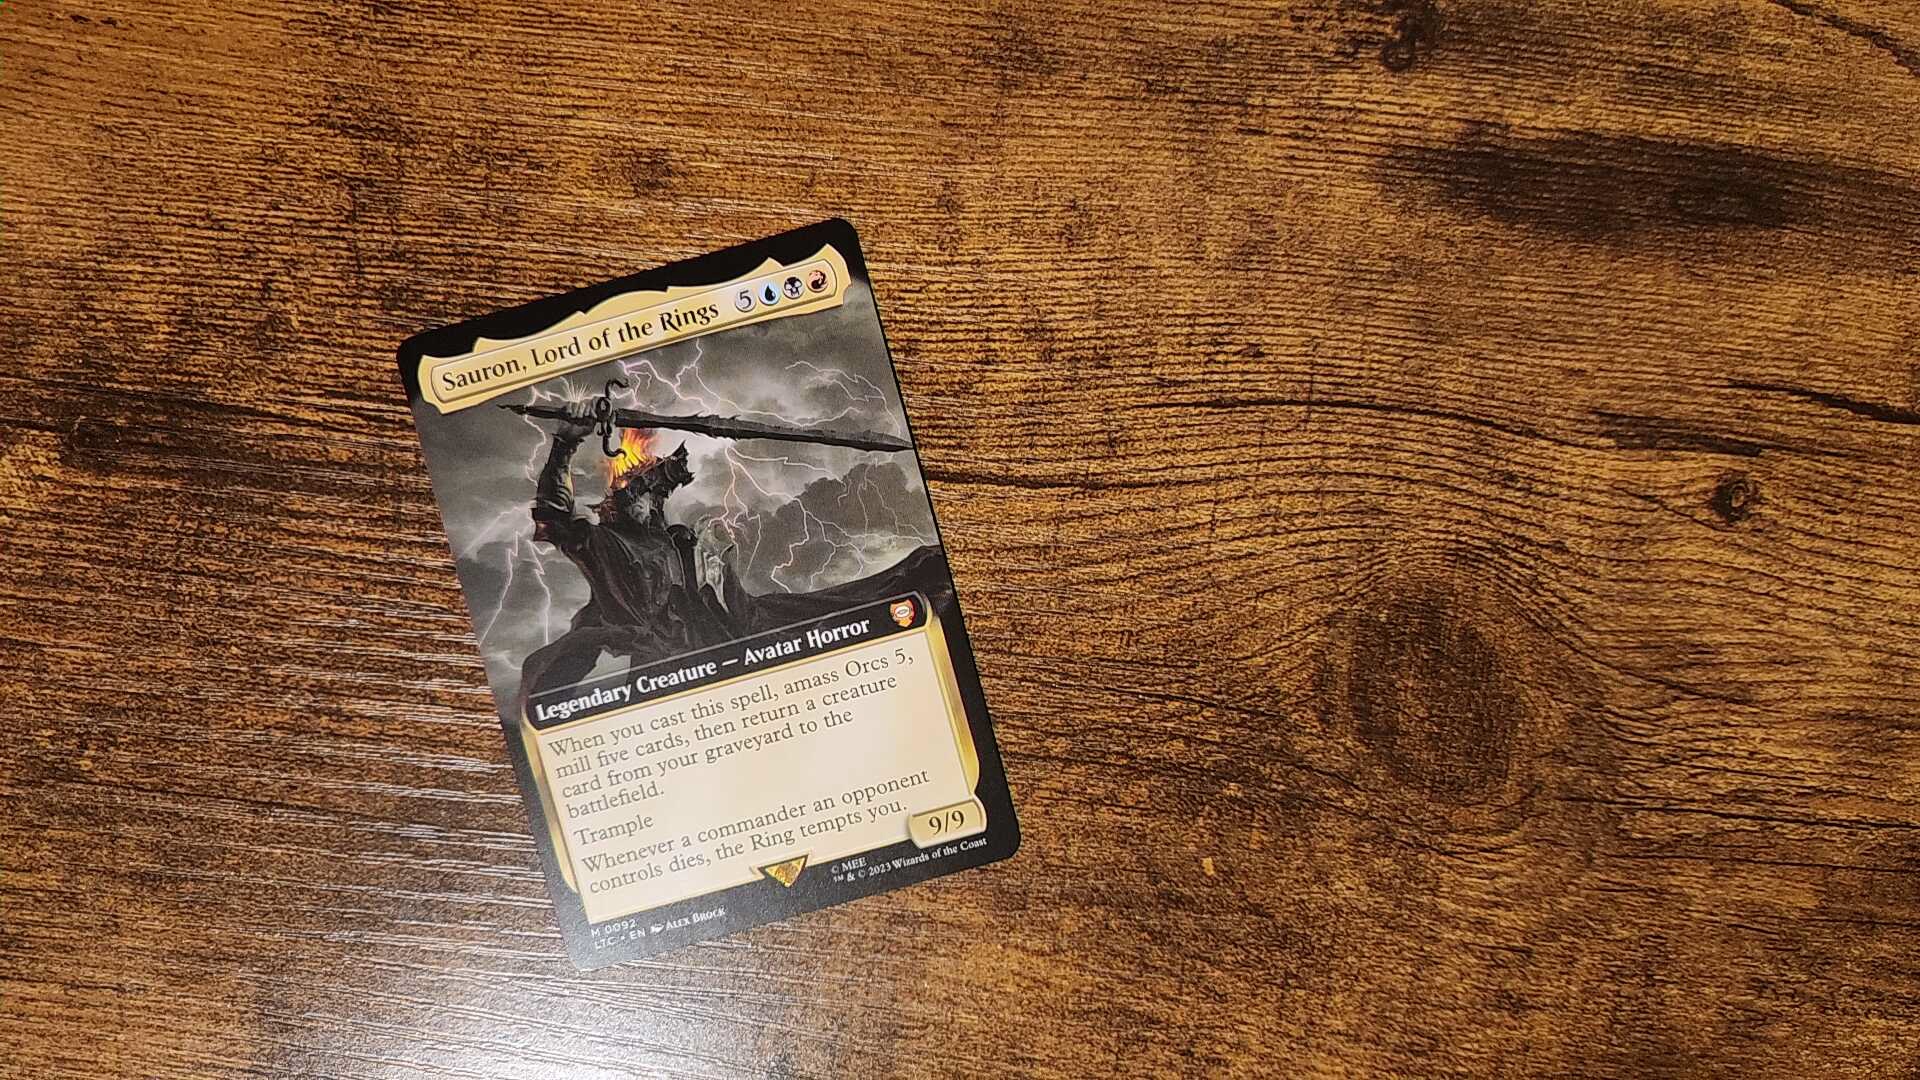 Sauron, Lord of the Rings 5
Legendary Creature — Avatar Horror
When you cast this spell, amass Orcs 5,
mill five cards, then return a creature
card from your graveyard to the
battlefield.
Trample
Whenever a commander an opponent
controls dies, the Ring tempts you.
9/9
M 0092
LTC • EN Alex Brock
© MEE
™ & © 2023 Wizards of the Coast